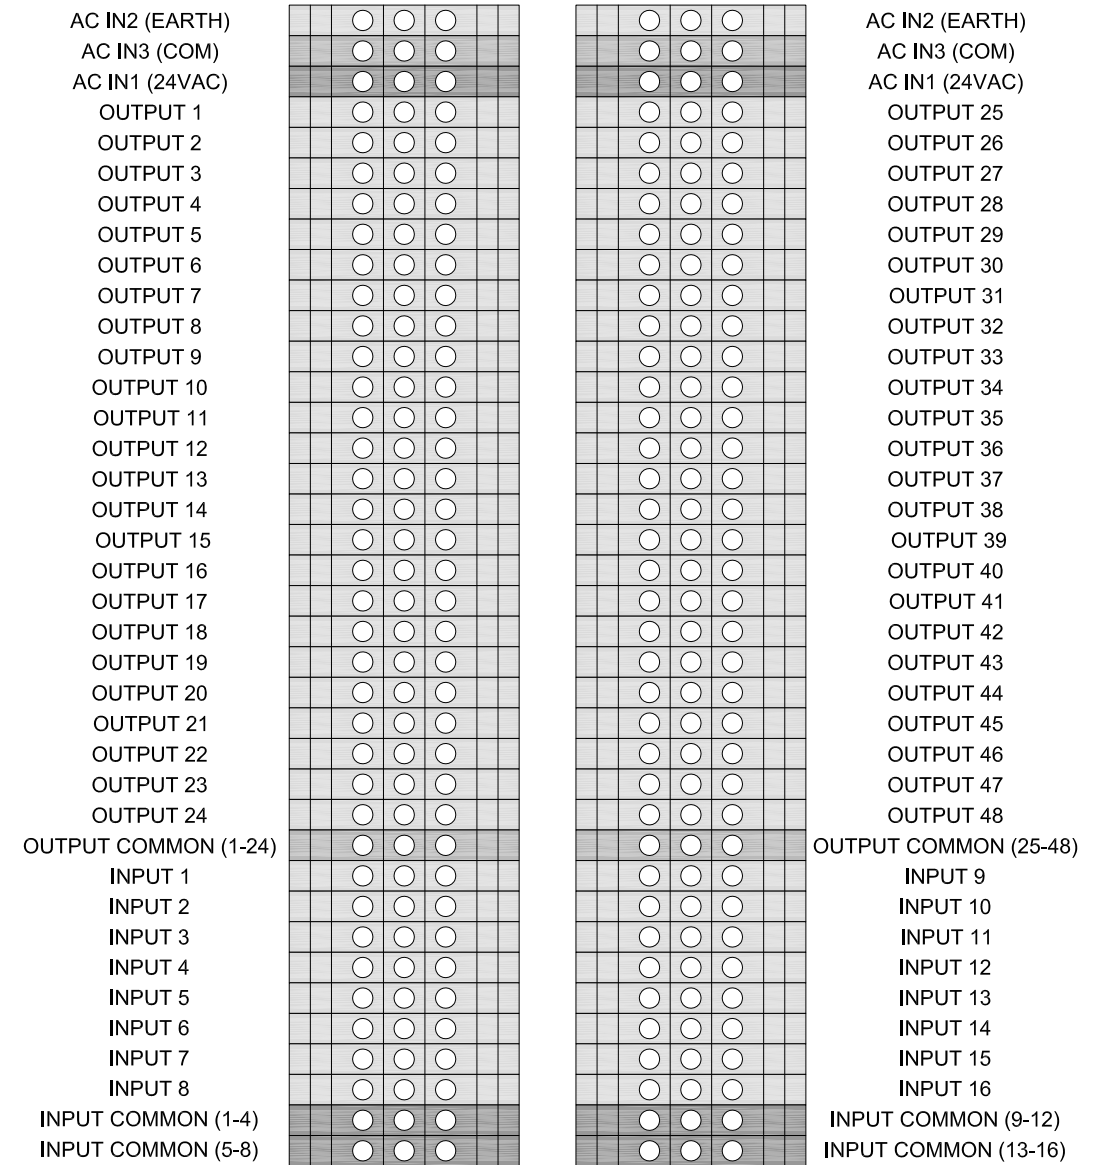 AC IN2 (EARTH)
AC IN3 (COM)
AC IN1 (24VAC)
OUTPUT 1
OUTPUT 2
OUTPUT 3
OUTPUT 4
OUTPUT 5
OUTPUT 6
OUTPUT 7
OUTPUT 8
OUTPUT 9
OUTPUT 10
OUTPUT 11
OUTPUT 12
OUTPUT 13
OUTPUT 14
OUTPUT 15
OUTPUT 16
OUTPUT 17
OUTPUT 18
OUTPUT 19
OUTPUT 20
OUTPUT 21
OUTPUT 22
OUTPUT 23
OUTPUT 24
OUTPUT COMMON (1-24)
INPUT 1
INPUT 2
INPUT 3
INPUT 4
INPUT 5
INPUT 6
INPUT 7
INPUT 8
INPUT COMMON (1-4)
INPUT COMMON (5-8)
AC IN2 (EARTH)
AC IN3 (COM)
AC IN1 (24VAC)
OUTPUT 25
OUTPUT 26
OUTPUT 27
OUTPUT 28
OUTPUT 29
OUTPUT 30
OUTPUT 31
OUTPUT 32
OUTPUT 33
OUTPUT 34
OUTPUT 35
OUTPUT 36
OUTPUT 37
OUTPUT 38
OUTPUT 39
OUTPUT 40
OUTPUT 41
OUTPUT 42
OUTPUT 43
OUTPUT 44
OUTPUT 45
OUTPUT 46
OUTPUT 47
OUTPUT 48
OUTPUT COMMON (25-48)
INPUT 9
INPUT 10
INPUT 11
INPUT 12
INPUT 13
INPUT 14
INPUT 15
INPUT 16
INPUT COMMON (9-12)
INPUT COMMON (13-16)